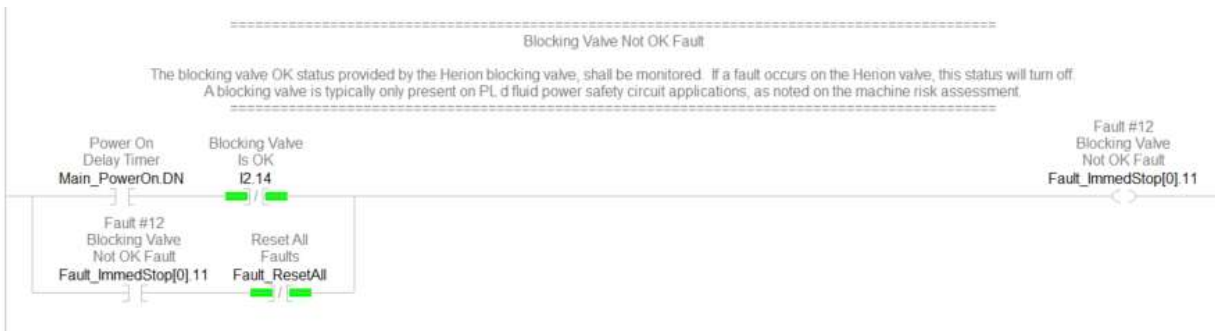 ==========================================================================================
Blocking Valve Not OK Fault
The blocking valve OK status provided by the Herion blocking valve, shall be monitored. If a fault occurs on the Herion valve, this status will turn off.
A blocking valve is typically only present on PL d fluid power safety circuit applications, as noted on the machine risk assessment.
==========================================================================================
Power On
Delay Timer
Main_PowerOn.DN
Blocking Valve
Is OK
I2.14
Fault #12
Blocking Valve
Not OK Fault
Fault_ImmedStop[0].11
Fault #12
Blocking Valve
Not OK Fault
Fault_ImmedStop[0].11
Reset All
Faults
Fault_ResetAll